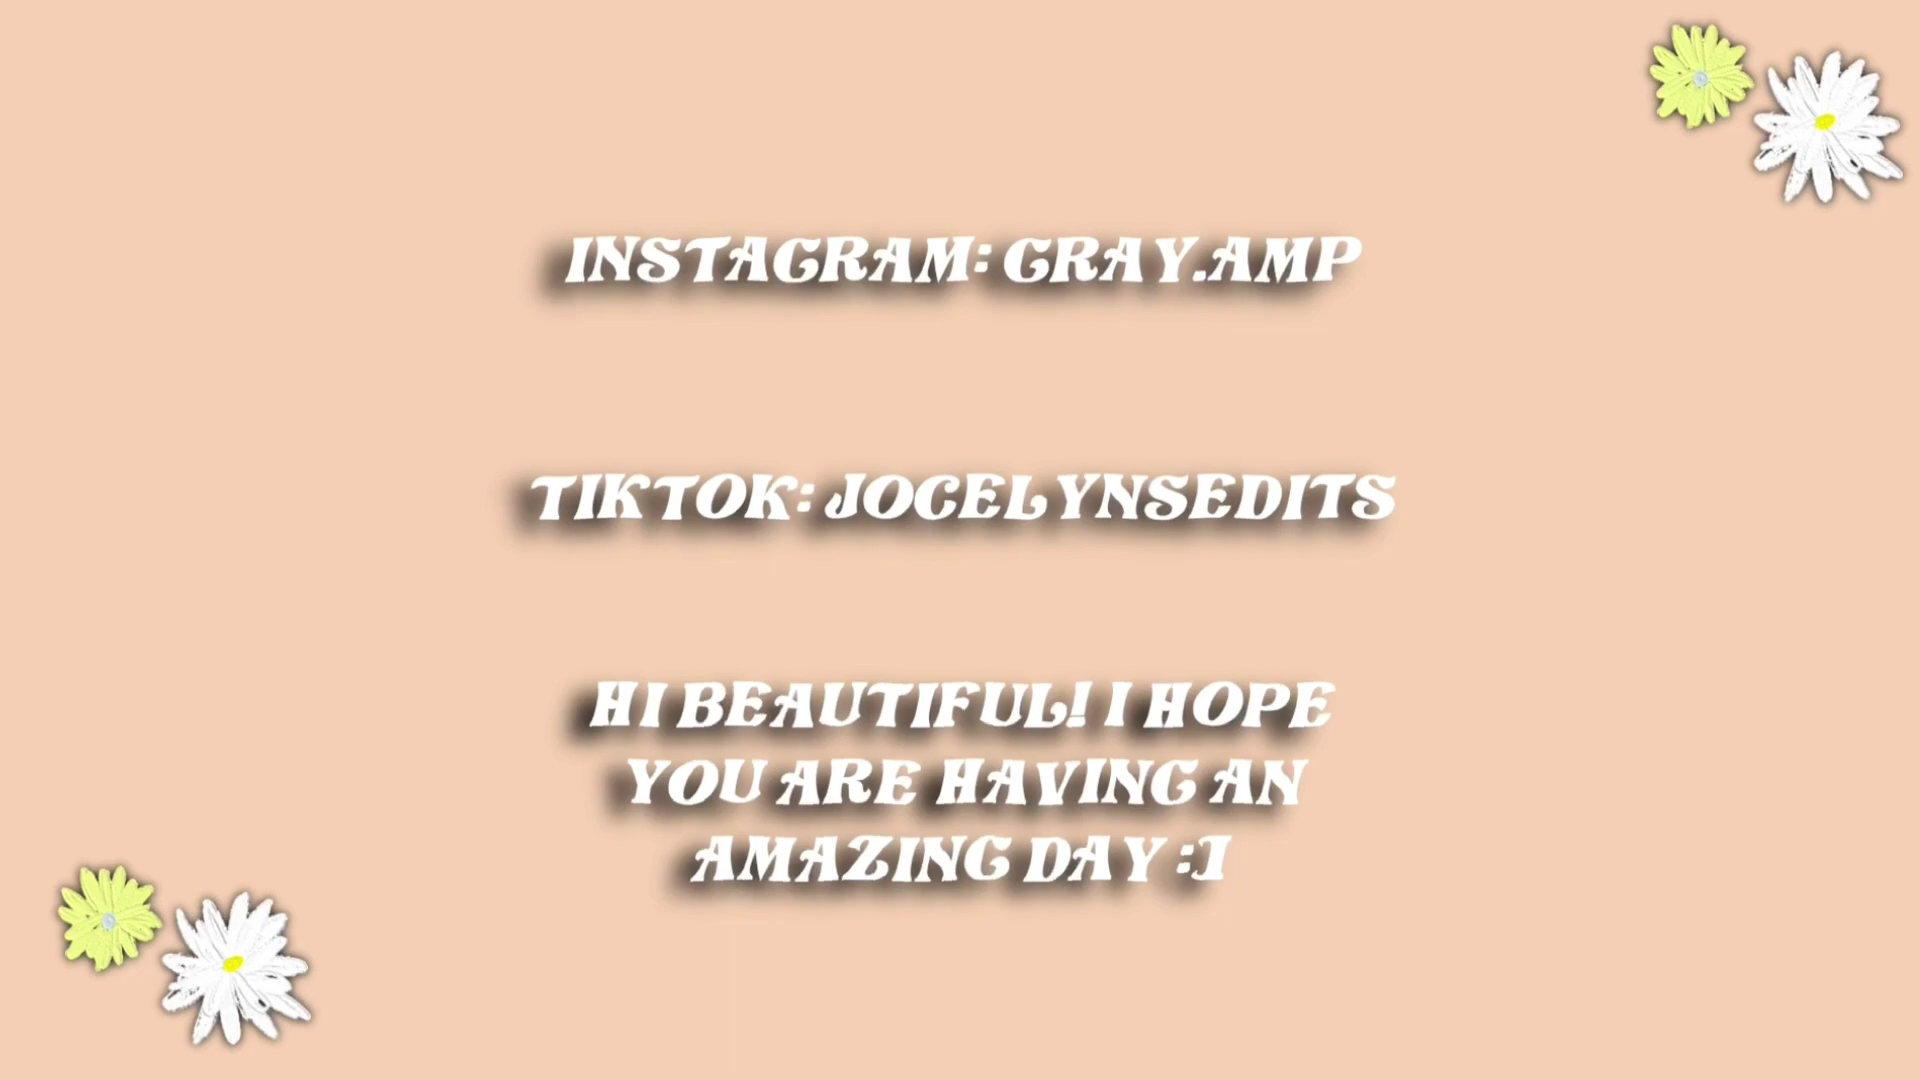 INSTAGRAM: GRAY.AMP
TIKTOK: JOCELYNSEDITS
HI BEAUTIFUL! I HOPE
YOU ARE HAVING AN
AMAZING DAY :]